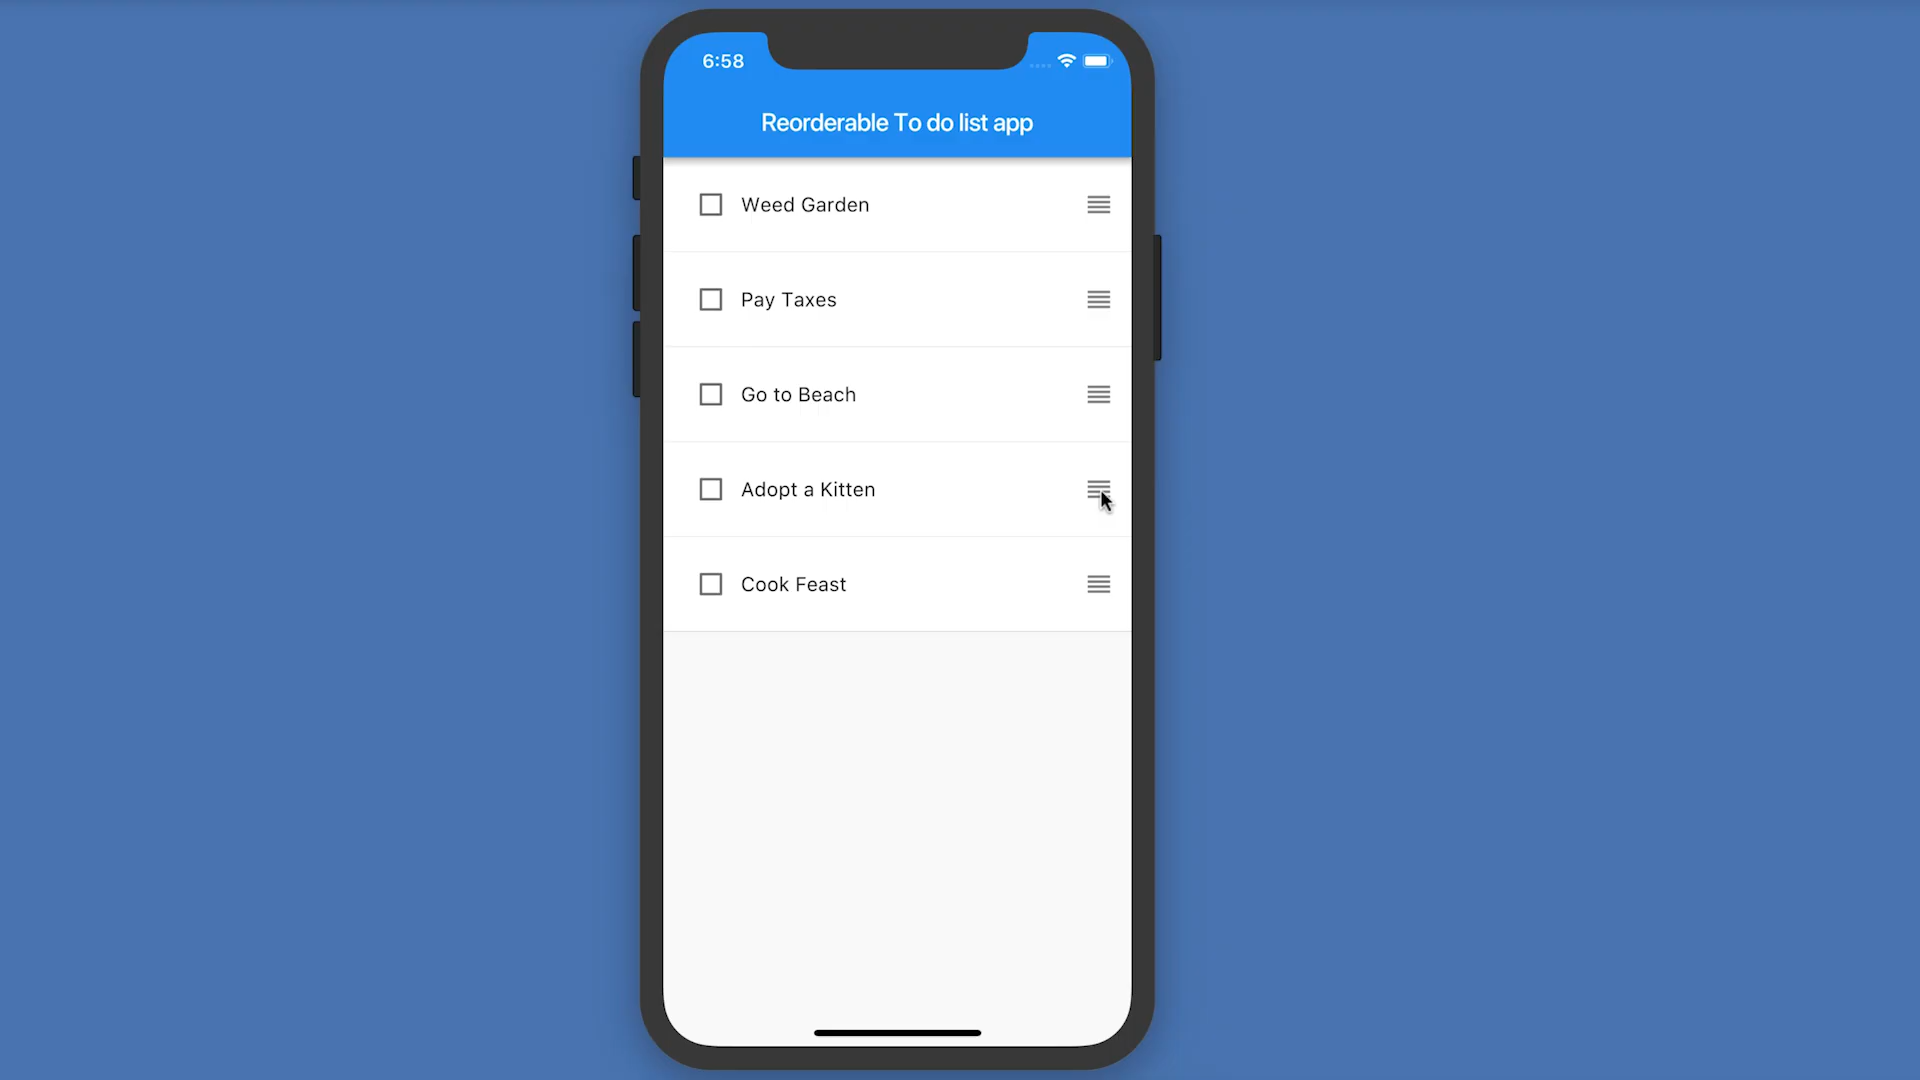 6:58
Reorderable To do list app
Weed Garden
Pay Taxes
Go to Beach
Adopt a Kitten
Cook Feast